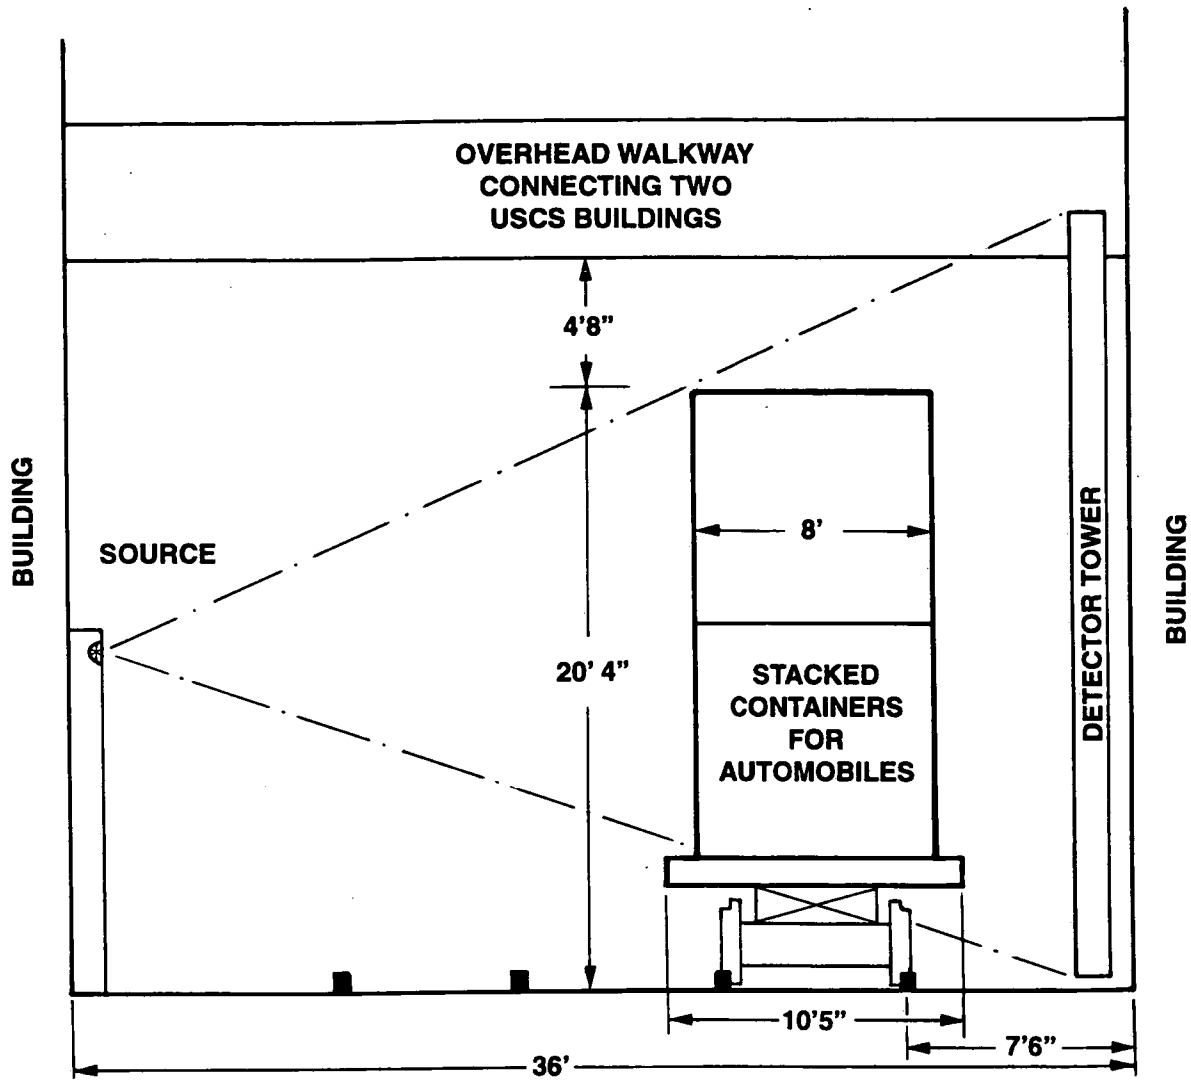 OVERHEAD WALKWAY
CONNECTING TWO
USCS BUILDINGS
4'8”
BUILDING
SOURCE
8'
DETECTOR TOWER
BUILDING
20' 4”
STACKED
CONTAINERS
FOR
AUTOMOBILES
10'5”
7'6”
36'